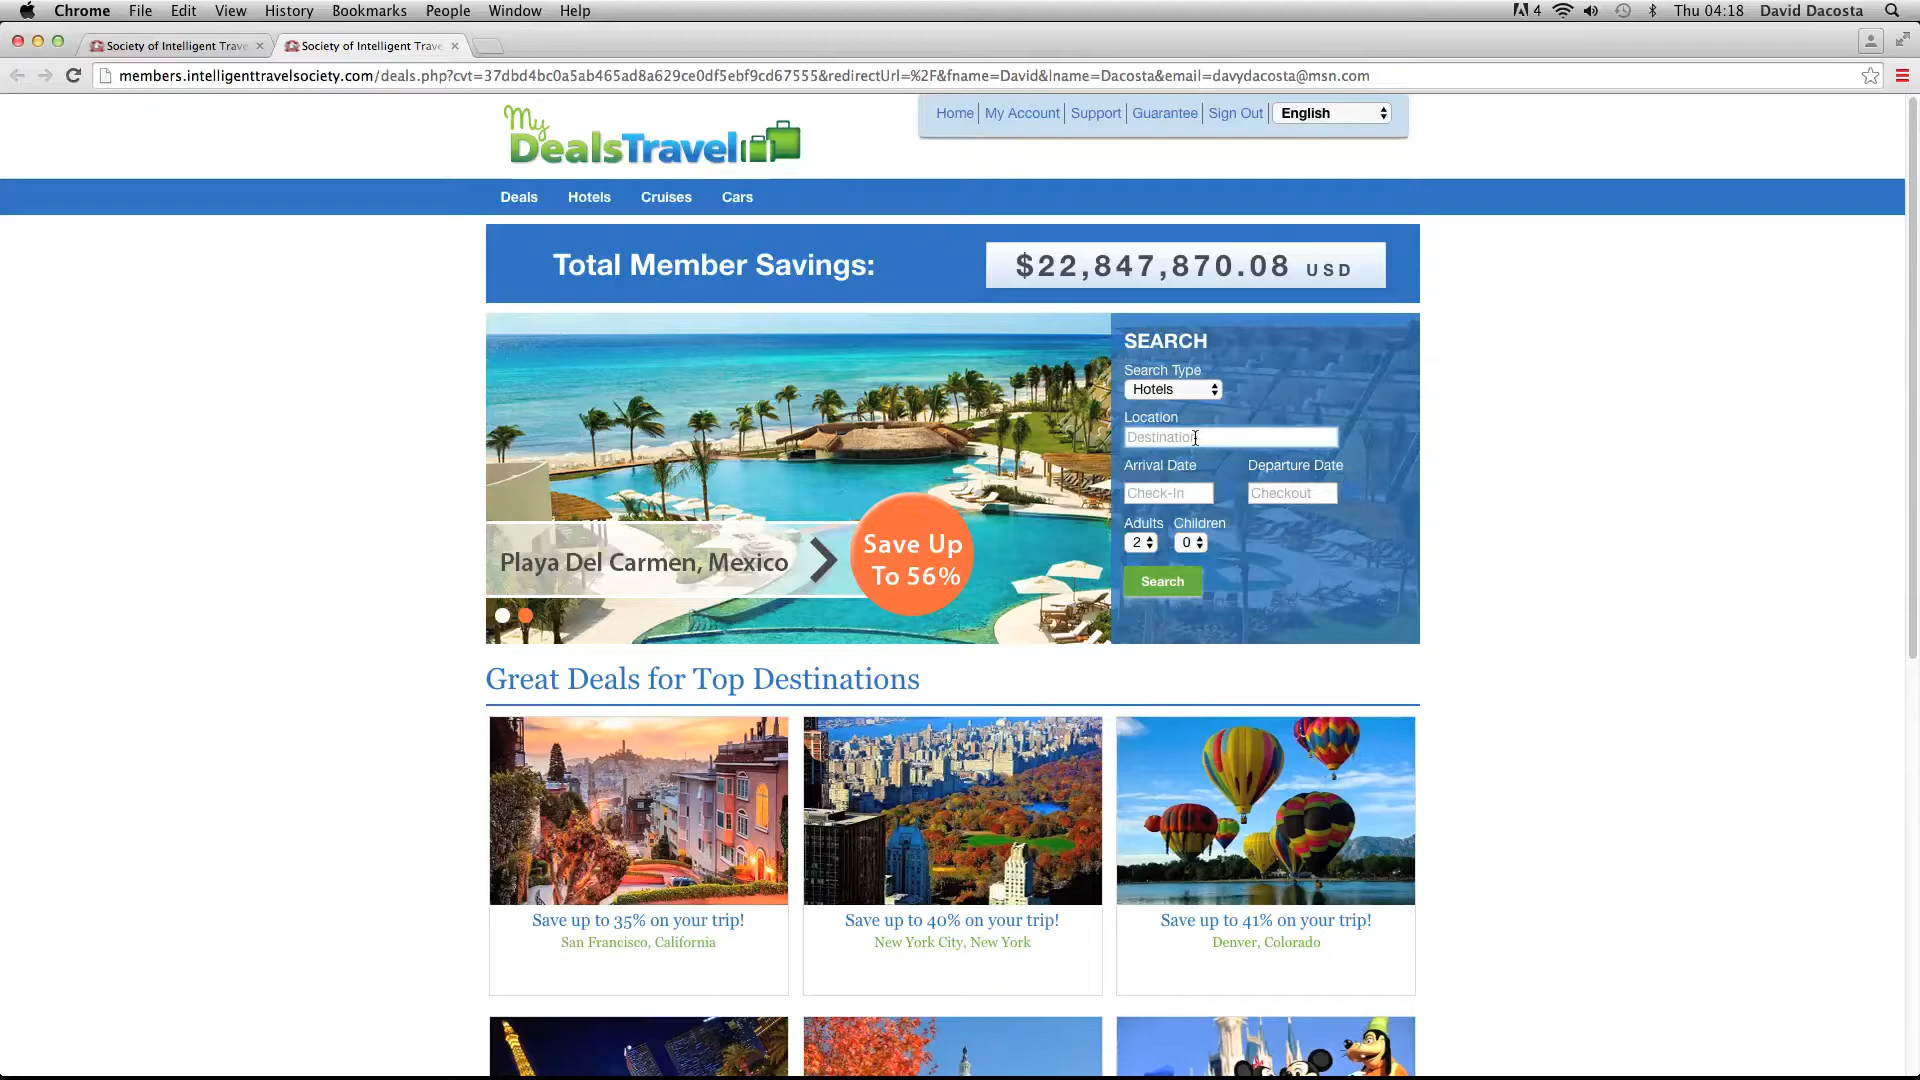 Chrome File Edit View History Bookmarks People Window Help
4 Thu 04:18 David Dacosta
Society of Intelligent Trave
Society of Intelligent Trave
members.intelligenttravelsociety.com/deals.php?cvt=37dbd4bc0a5ab465ad8a629ce0df5ebf9cd67555&redirectUrl=%2F&fname=David&lname=Dacosta&email=davydacosta@msn.com
My
DealsTravel
Home My Account Support Guarantee Sign Out English
Deals Hotels Cruises Cars
Total Member Savings: $22,847,870.08 USD
SEARCH
Search Type
Hotels
Location
Destination
Arrival Date Departure Date
Check-In Checkout
Adults Children
2 0
Search
Playa Del Carmen, Mexico
Save Up
To 56%
Great Deals for Top Destinations
Save up to 35% on your trip!
San Francisco, California
Save up to 40% on your trip!
New York City, New York
Save up to 41% on your trip!
Denver, Colorado